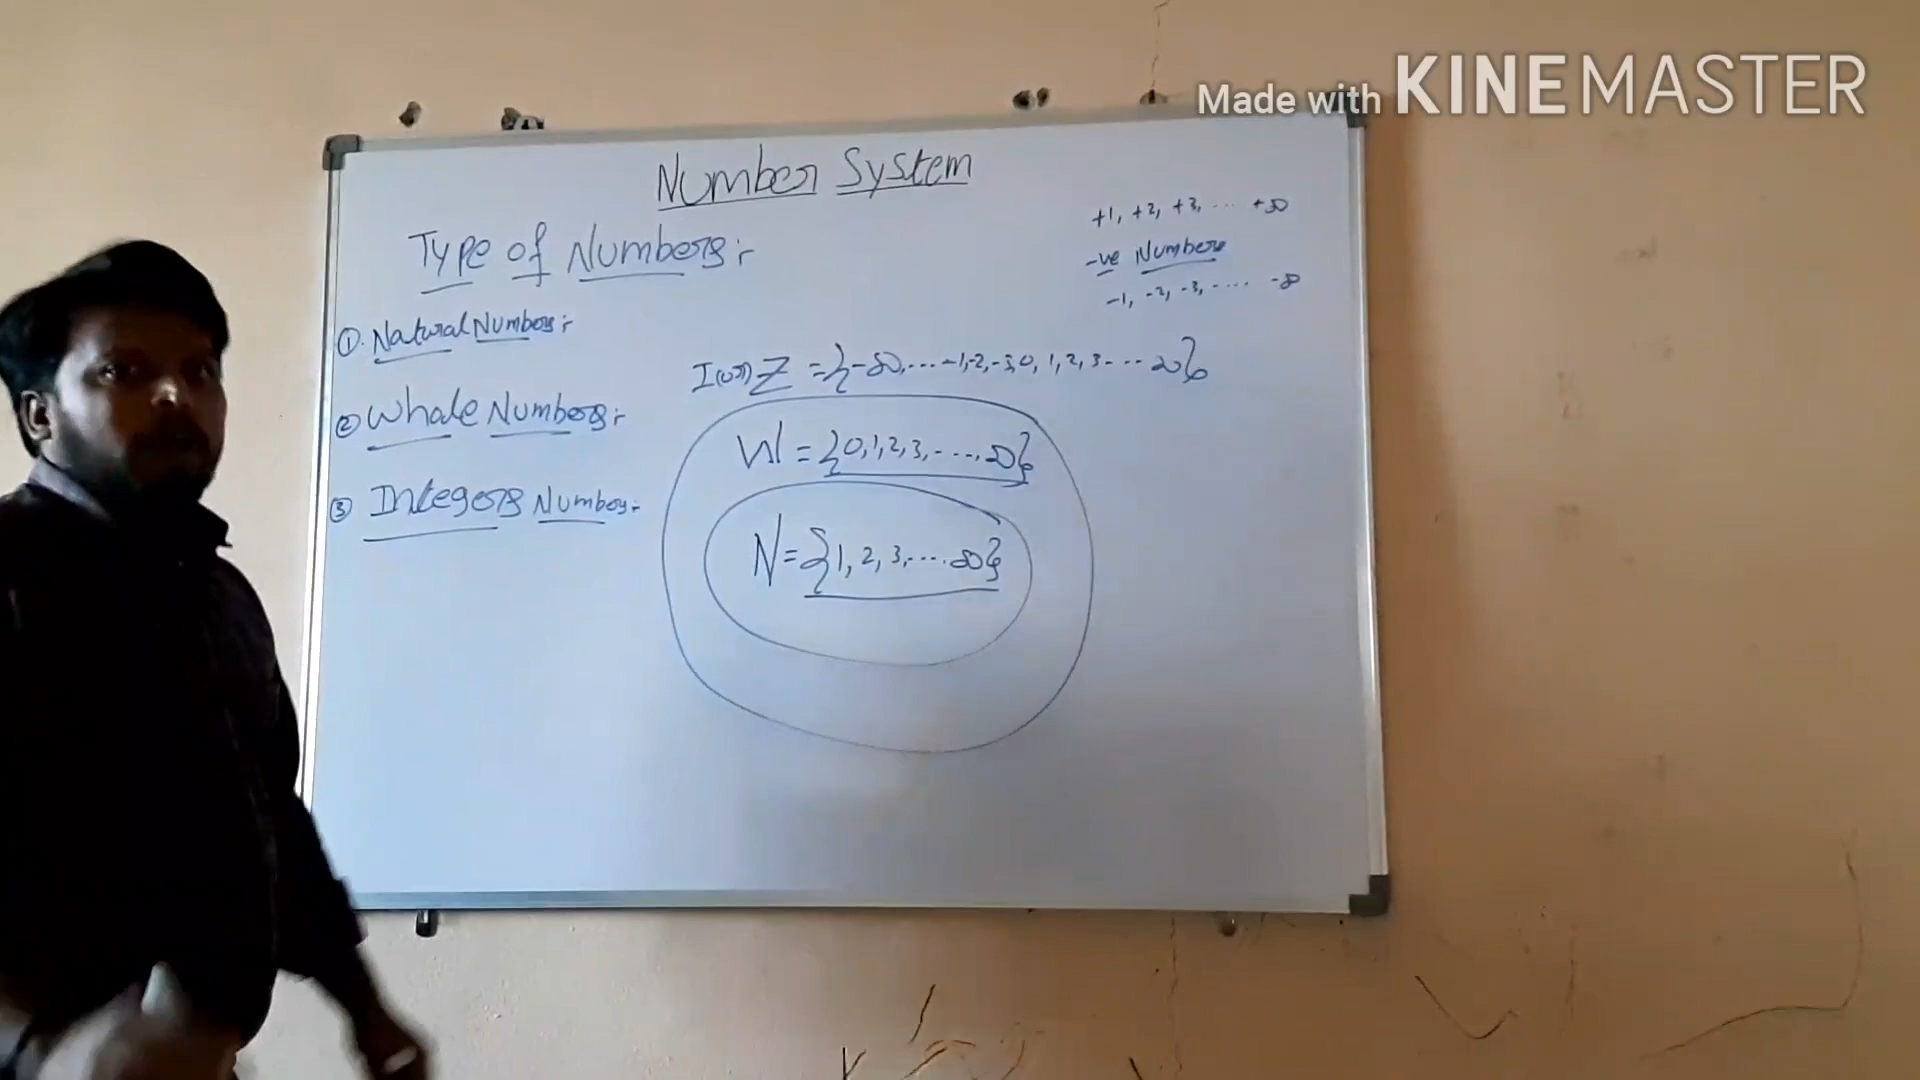 Made with KINEMASTER
Number System
Type of Numbers:-
+1, +2, +3, ... +∞
-ve Numbers
-1, -2, -3, .... -∞
① Natural Numbers:-
I(or) Z = {-∞,...-1,-2,-3,0,1,2,3....∞}
② Whole Numbers:-
W = {0,1,2,3,....,∞}
③ Integers Number:-
N = {1, 2, 3,....∞}